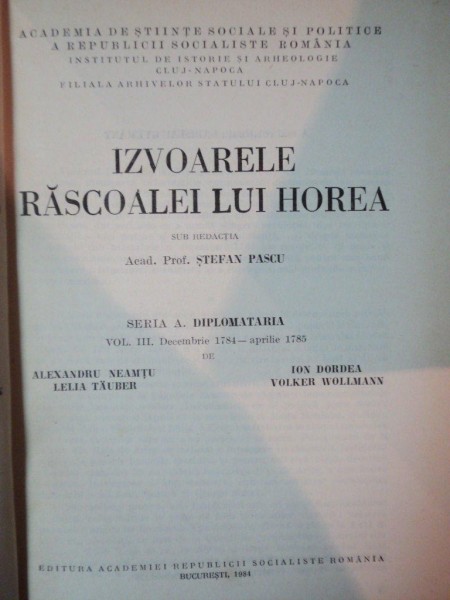 ACADEMIA DE ȘTIINȚE SOCIALE ȘI POLITICE
A REPUBLICII SOCIALISTE ROMÂNIA
INSTITUTUL DE ISTORIE ȘI ARHEOLOGIE
CLUJ-NAPOCA
FILIALA ARHIVELOR STATULUI CLUJ-NAPOCA
IZVOARELE
RĂSCOALEI LUI HOREA
SUB REDACȚIA
Acad. Prof. ȘTEFAN PASCU
SERIA A. DIPLOMATARIA
VOL. III. Decembrie 1784 — aprilie 1785
DE
ALEXANDRU NEAMȚU
LELIA TĂUBER
ION DORDEA
VOLKER WOLLMANN
EDITURA ACADEMIEI REPUBLICII SOCIALISTE ROMÂNIA
BUCUREȘTI, 1984